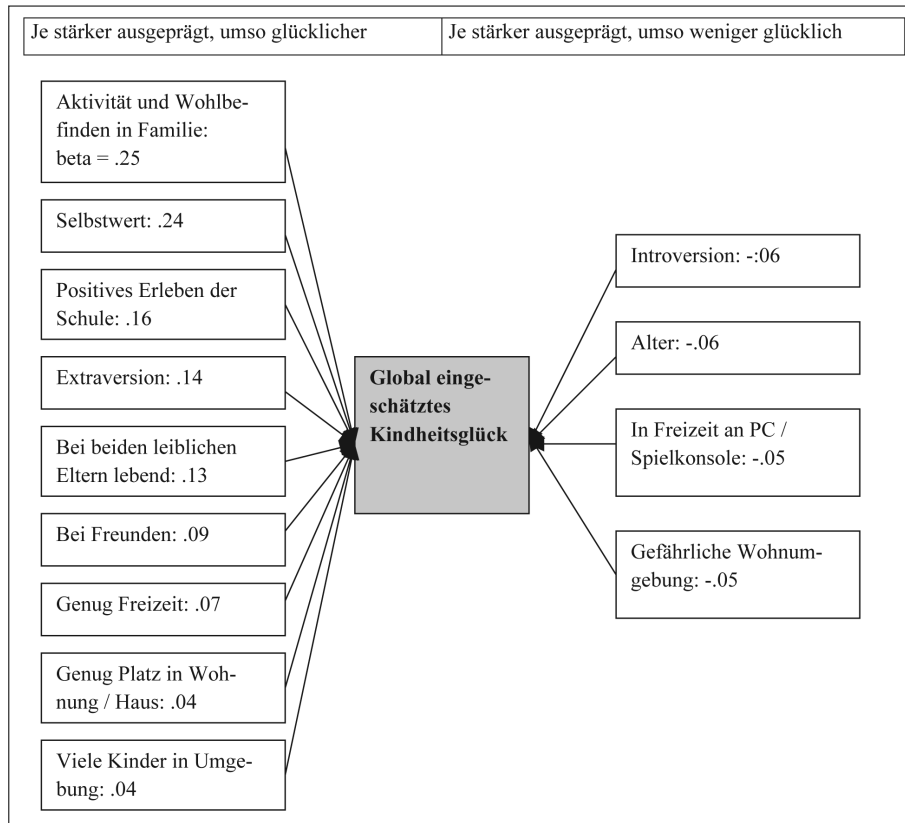 Je stärker ausgeprägt, umso glücklicher
Je stärker ausgeprägt, umso weniger glücklich
Aktivität und Wohlbe-
finden in Familie:
beta = .25
Selbstwert: .24
Positives Erleben der
Schule: .16
Extraversion: .14
Bei beiden leiblichen
Eltern lebend: .13
Bei Freunden: .09
Genug Freizeit: .07
Genug Platz in Woh-
nung / Haus: .04
Viele Kinder in Umge-
bung: .04
Global einge-
schätztes
Kindheitsglück
Introversion: -:06
Alter: -.06
In Freizeit an PC /
Spielkonsole: -.05
Gefährliche Wohnum-
gebung: -.05